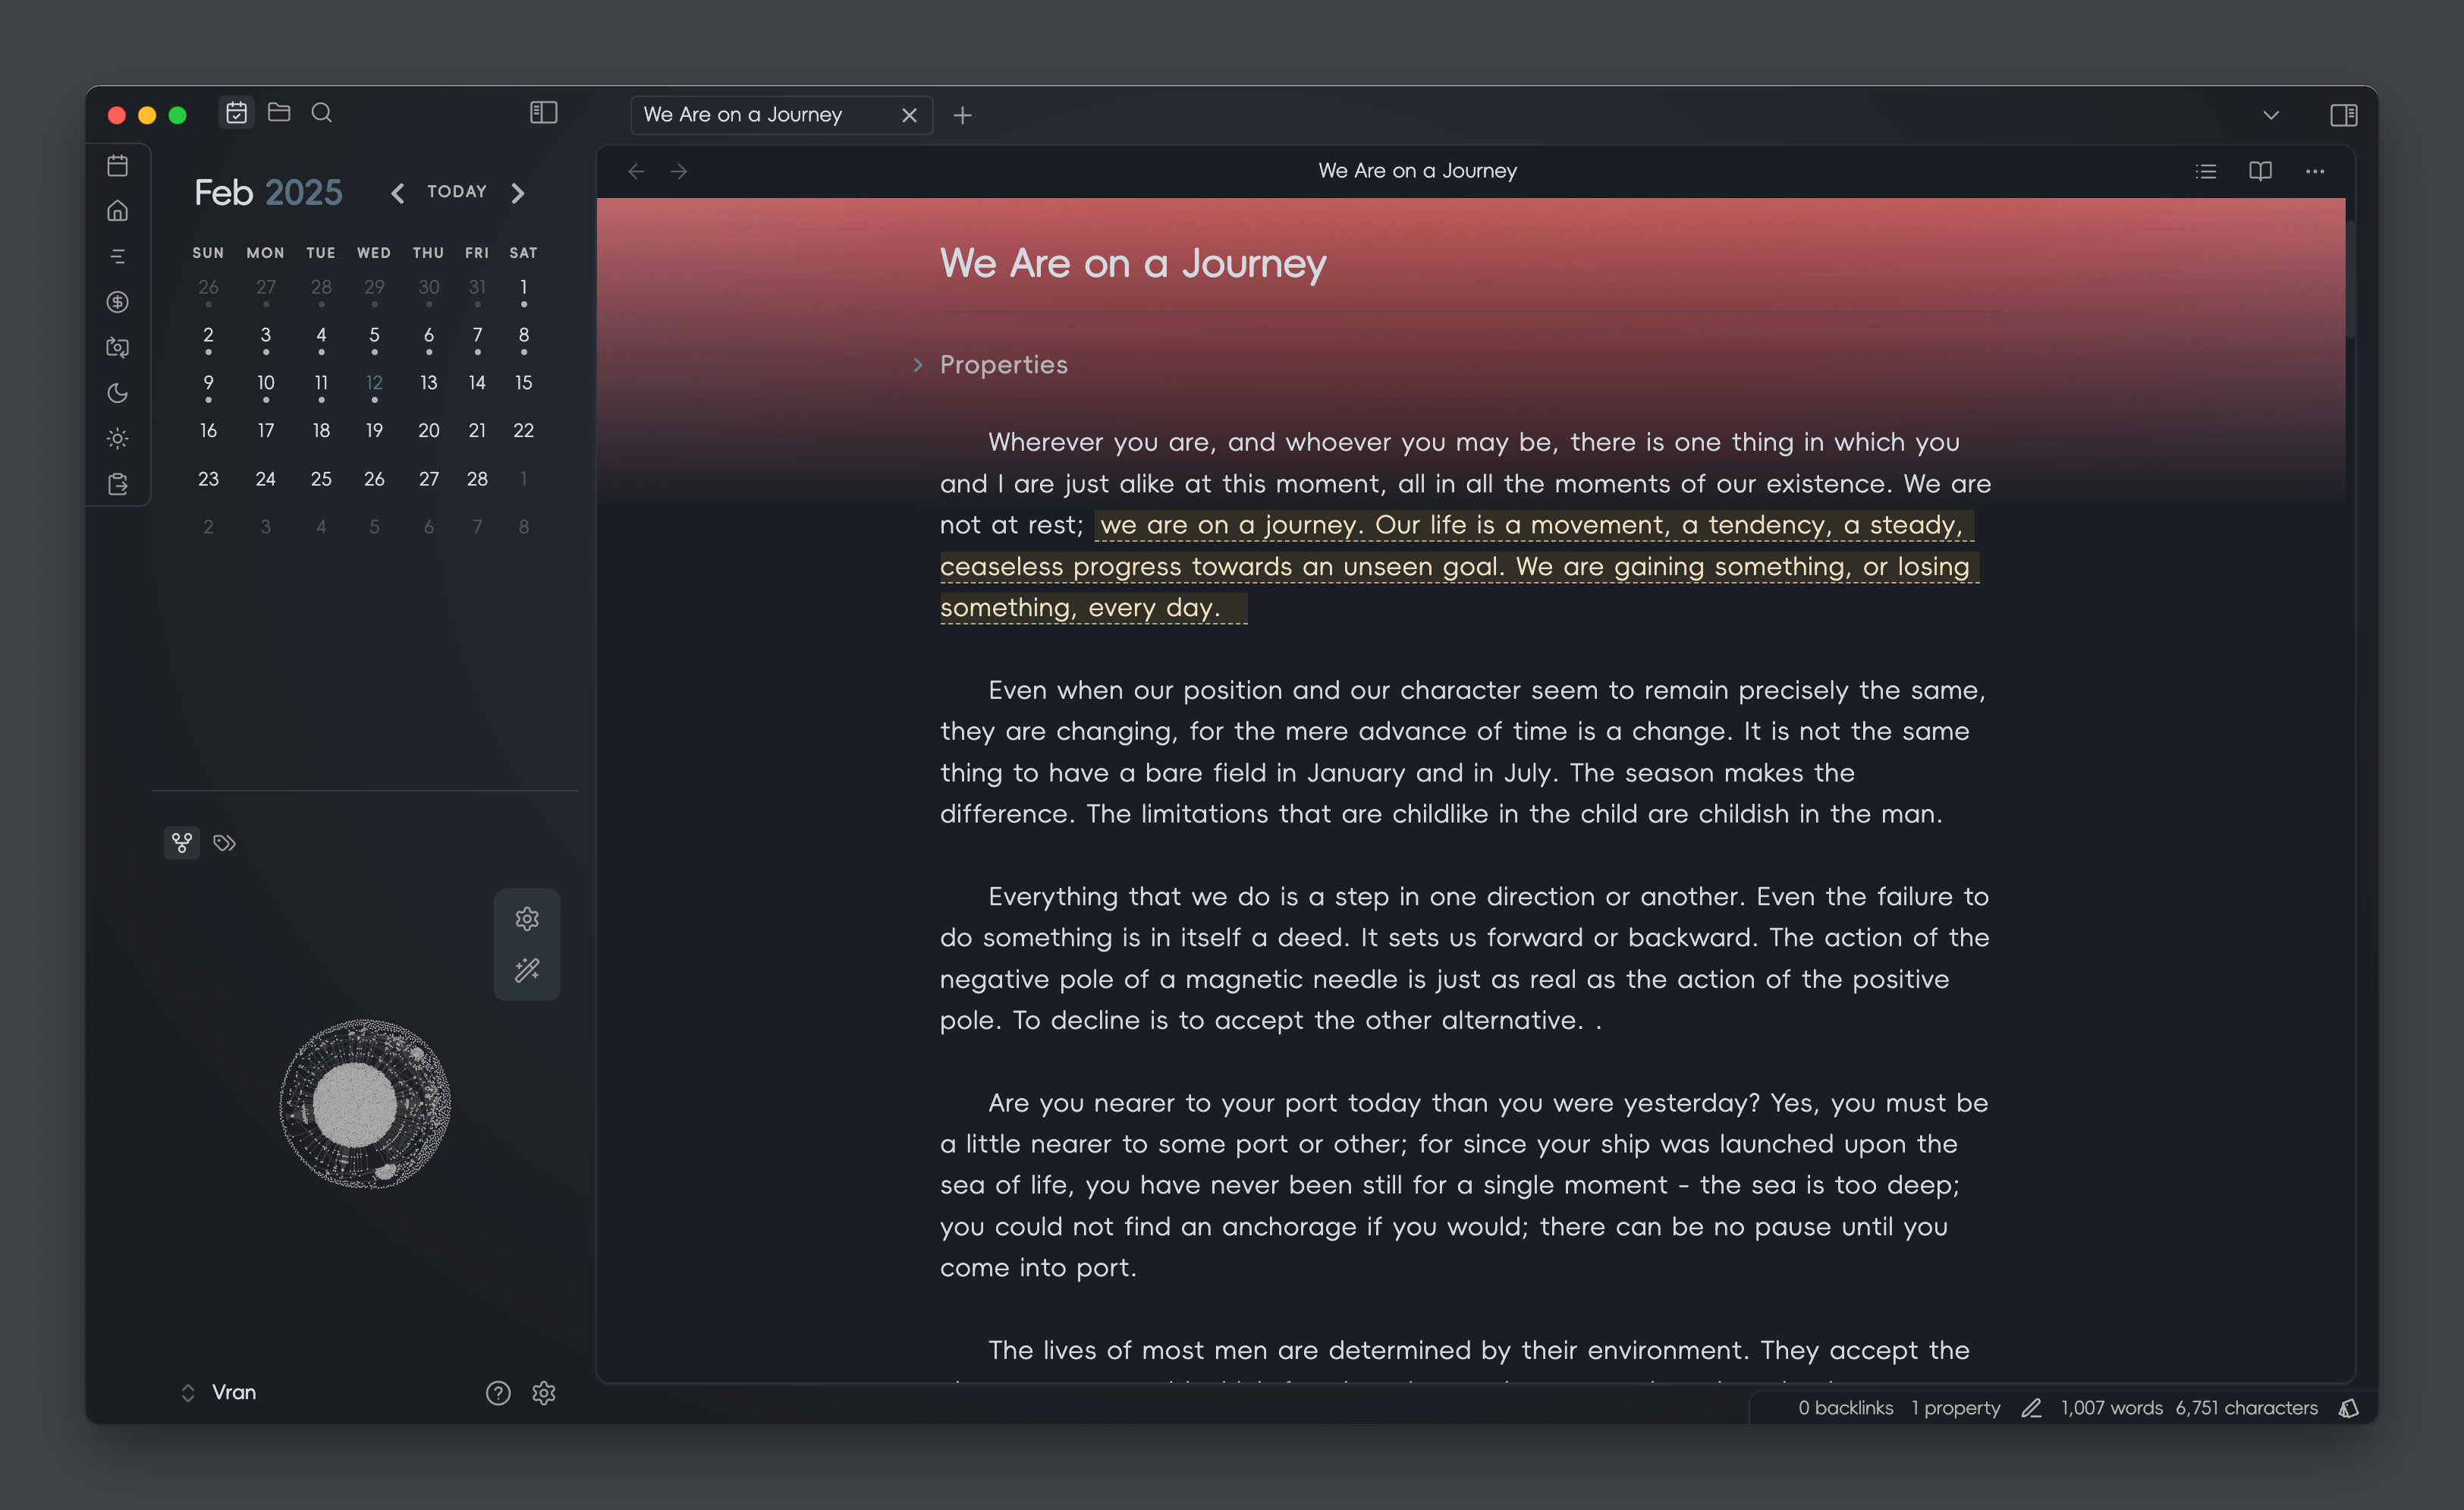 We Are on a Journey
Feb 2025
TODAY
SUN MON TUE WED THU FRI SAT
26 27 28 29 30 31 1
2 3 4 5 6 7 8
9 10 11 12 13 14 15
16 17 18 19 20 21 22
23 24 25 26 27 28 1
2 3 4 5 6 7 8
Vran
We Are on a Journey
We Are on a Journey
Properties
Wherever you are, and whoever you may be, there is one thing in which you
and I are just alike at this moment, all in all the moments of our existence. We are
not at rest; we are on a journey. Our life is a movement, a tendency, a steady,
ceaseless progress towards an unseen goal. We are gaining something, or losing
something, every day.
Even when our position and our character seem to remain precisely the same,
they are changing, for the mere advance of time is a change. It is not the same
thing to have a bare field in January and in July. The season makes the
difference. The limitations that are childlike in the child are childish in the man.
Everything that we do is a step in one direction or another. Even the failure to
do something is in itself a deed. It sets us forward or backward. The action of the
negative pole of a magnetic needle is just as real as the action of the positive
pole. To decline is to accept the other alternative. .
Are you nearer to your port today than you were yesterday? Yes, you must be
a little nearer to some port or other; for since your ship was launched upon the
sea of life, you have never been still for a single moment - the sea is too deep;
you could not find an anchorage if you would; there can be no pause until you
come into port.
The lives of most men are determined by their environment. They accept the
0 backlinks 1 property 1,007 words 6,751 characters